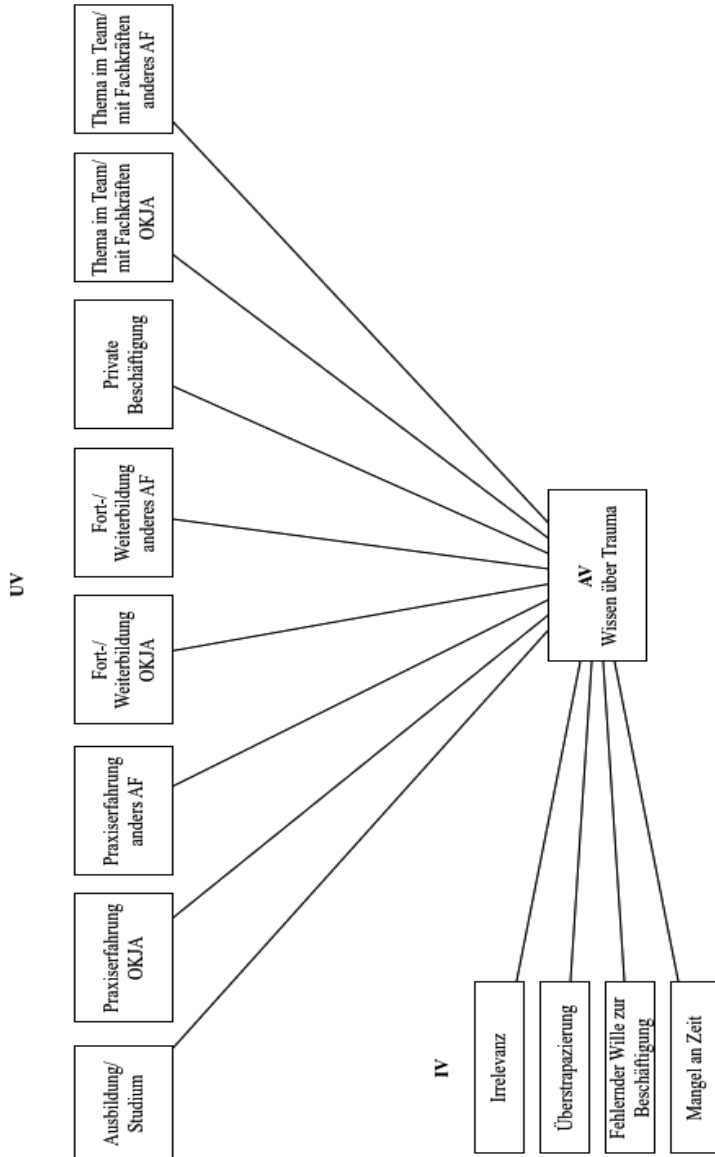 UV
Ausbildung/
Studium
Praxiserfahrung
OKJA
Praxiserfahrung
anders AF
Fort-/
Weiterbildung
OKJA
Fort-/
Weiterbildung
anderes AF
Private
Beschäftigung
Thema im Team/
mit Fachkräften
OKJA
Thema im Team/
mit Fachkräften
anderes AF
IV
Irrelevanz
Überstrapazierung
Fehlernder Wille zur
Beschäftigung
Mangel an Zeit
AV
Wissen über Trauma